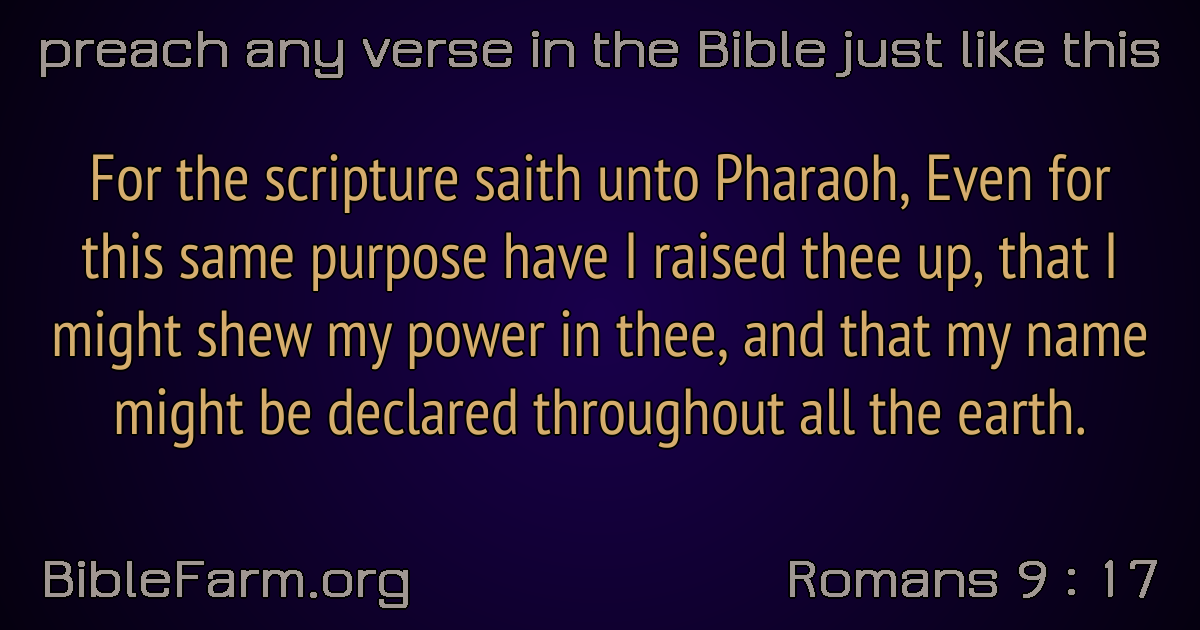 preach any verse in the Bible just like this
For the scripture saith unto Pharaoh, Even for
this same purpose have I raised thee up, that I
might shew my power in thee, and that my name
might be declared throughout all the earth.
BibleFarm.org
Romans 9 : 17